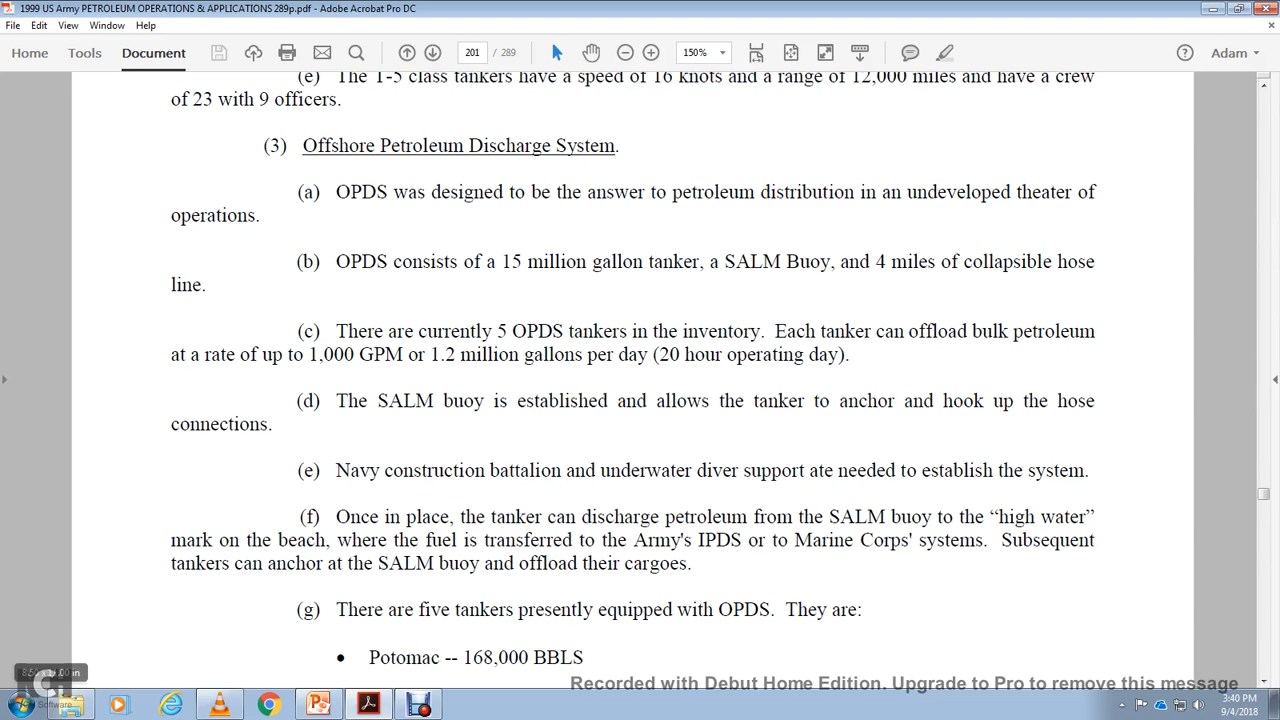 1999 US Army PETROLEUM OPERATIONS & APPLICATIONS 289p.pdf - Adobe Acrobat Pro DC
File Edit View Window Help
Home Tools Document 201 / 289 150% Adam
(e) The T-5 class tankers have a speed of 16 knots and a range of 12,000 miles and have a crew
of 23 with 9 officers.
(3) Offshore Petroleum Discharge System.
(a) OPDS was designed to be the answer to petroleum distribution in an undeveloped theater of
operations.
(b) OPDS consists of a 15 million gallon tanker, a SALM Buoy, and 4 miles of collapsible hose
line.
(c) There are currently 5 OPDS tankers in the inventory. Each tanker can offload bulk petroleum
at a rate of up to 1,000 GPM or 1.2 million gallons per day (20 hour operating day).
(d) The SALM buoy is established and allows the tanker to anchor and hook up the hose
connections.
(e) Navy construction battalion and underwater diver support ate needed to establish the system.
(f) Once in place, the tanker can discharge petroleum from the SALM buoy to the “high water”
mark on the beach, where the fuel is transferred to the Army's IPDS or to Marine Corps' systems. Subsequent
tankers can anchor at the SALM buoy and offload their cargoes.
(g) There are five tankers presently equipped with OPDS. They are:
• Potomac -- 168,000 BBLS
Recorded with Debut Home Edition. Upgrade to Pro to remove this message
Software
3:40 PM
9/4/2018